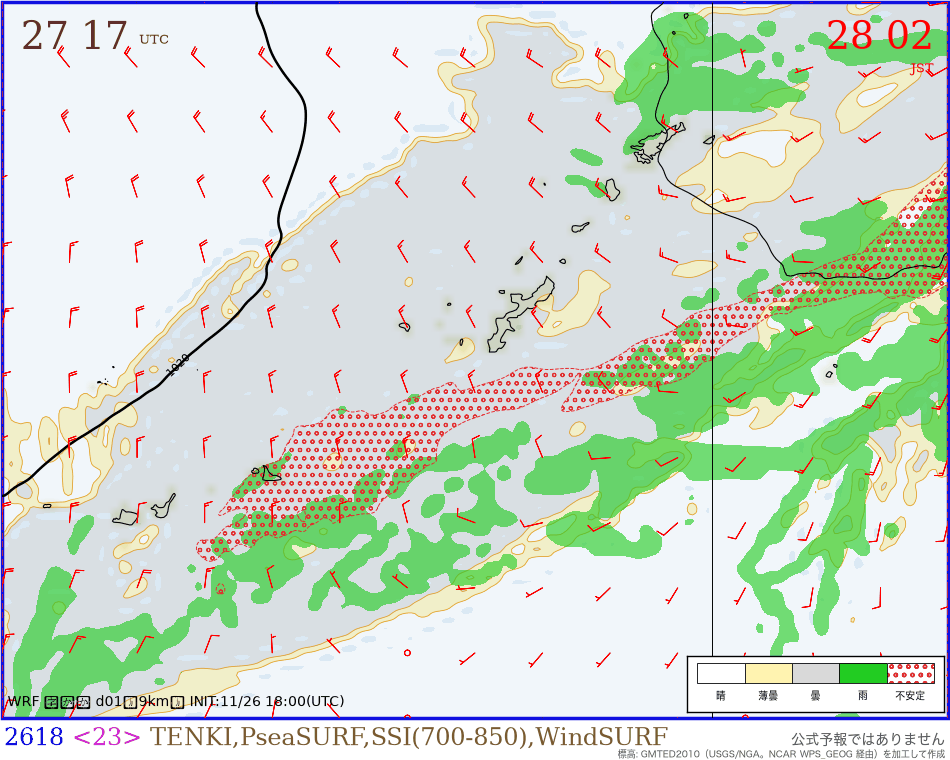 27 17 UTC
28 02
JST
1020
WRF d01 9km INIT:11/26 18:00(UTC)
晴 薄曇 曇 雨 不安定
2618 <23> TENKI,PseaSURF,SSI(700-850),WindSURF
公式予報ではありません
標高: GMTED2010（USGS/NGA。NCAR WPS_GEOG 経由）を加工して作成